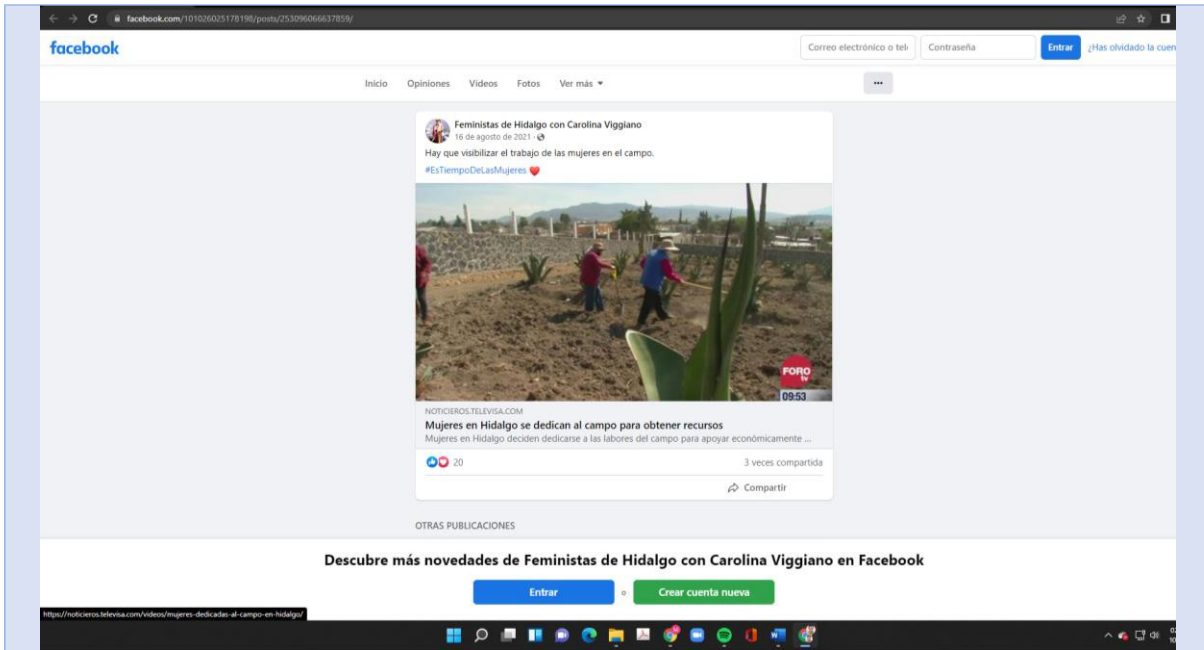 facebook.com/101026025178198/posts/253096066637859/
facebook
Correo electrónico o tel
Contraseña
Entrar
¿Has olvidado la cuen
Inicio Opiniones Videos Fotos Ver más
Feministas de Hidalgo con Carolina Viggiano
16 de agosto de 2021
Hay que visibilizar el trabajo de las mujeres en el campo.
#EsTiempoDeLasMujeres
FORO
tv
09:53
NOTICIEROS.TELEVISA.COM
Mujeres en Hidalgo se dedican al campo para obtener recursos
Mujeres en Hidalgo deciden dedicarse a las labores del campo para apoyar económicamente ...
20
3 veces compartida
Compartir
OTRAS PUBLICACIONES
Descubre más novedades de Feministas de Hidalgo con Carolina Viggiano en Facebook
Entrar o Crear cuenta nueva
https://noticieros.televisa.com/videos/mujeres-dedicadas-al-campo-en-hidalgo/